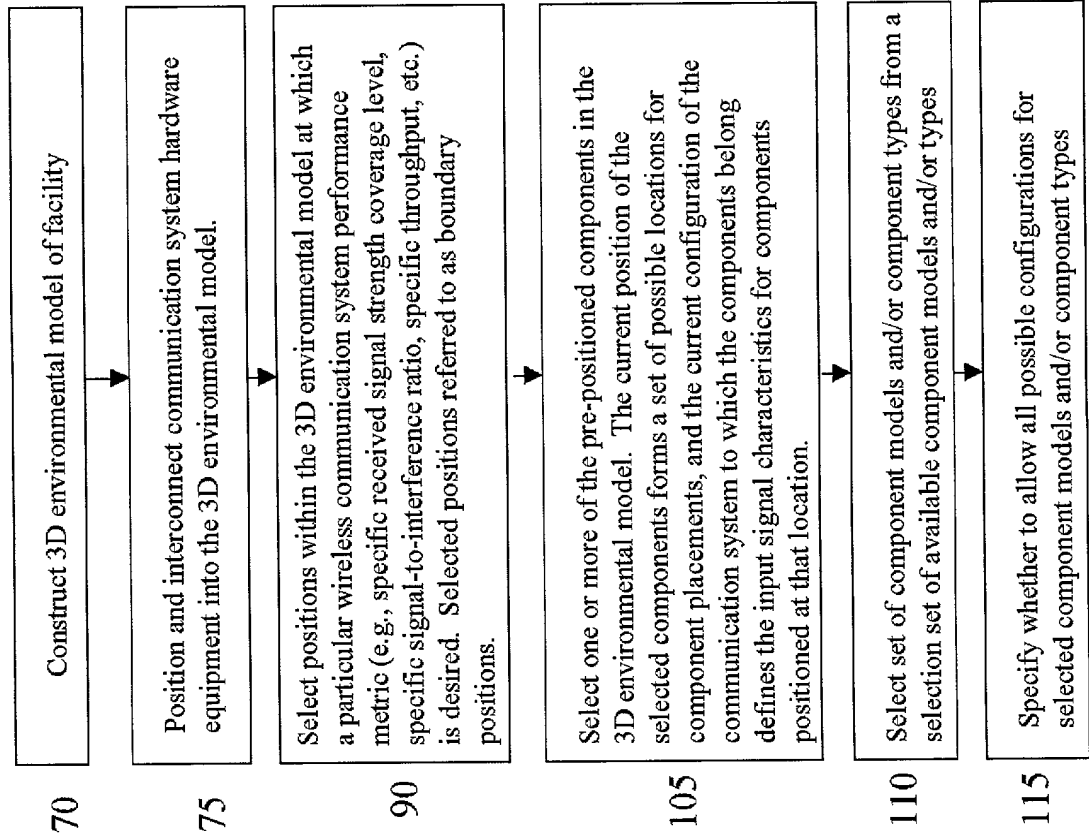 70
Construct 3D environmental model of facility
75
Position and interconnect communication system hardware
equipment into the 3D environmental model.
90
Select positions within the 3D environmental model at which
a particular wireless communication system performance
metric (e.g., specific received signal strength coverage level,
specific signal-to-interference ratio, specific throughput, etc.)
is desired. Selected positions referred to as boundary
positions.
105
Select one or more of the pre-positioned components in the
3D environmental model. The current position of the
selected components forms a set of possible locations for
component placements, and the current configuration of the
communication system to which the components belong
defines the input signal characteristics for components
positioned at that location.
110
Select set of component models and/or component types from a
selection set of available component models and/or types
115
Specify whether to allow all possible configurations for
selected component models and/or component types